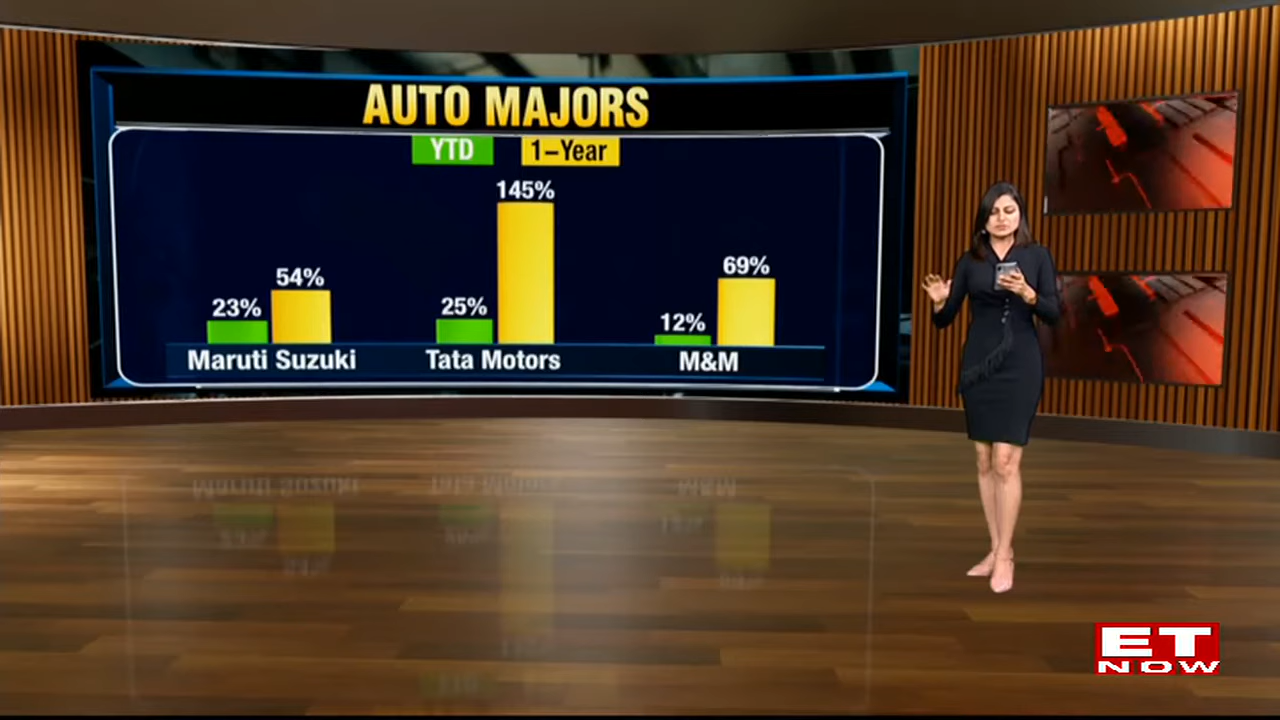 AUTO MAJORS
YTD 1-Year
145%
54% 69%
23% 25% 12%
Maruti Suzuki Tata Motors M&M
ET
NOW